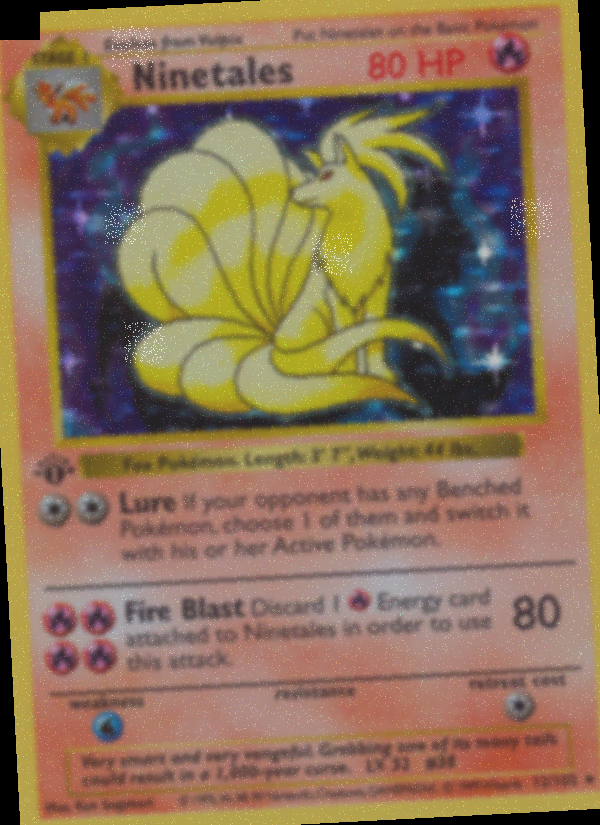 Evolves from Vulpix Put Ninetales on the Basic Pokémon
STAGE 1
Ninetales 80 HP
Fox Pokémon. Length: 3' 7", Weight: 44 lbs.
Lure If your opponent has any Benched
Pokémon, choose 1 of them and switch it
with his or her Active Pokémon.
Fire Blast Discard 1 Energy card
attached to Ninetales in order to use
this attack.
80
weakness resistance retreat cost
Very smart and very vengeful. Grabbing one of its many tails
could result in a 1,000-year curse. LV. 32 #38
12/102